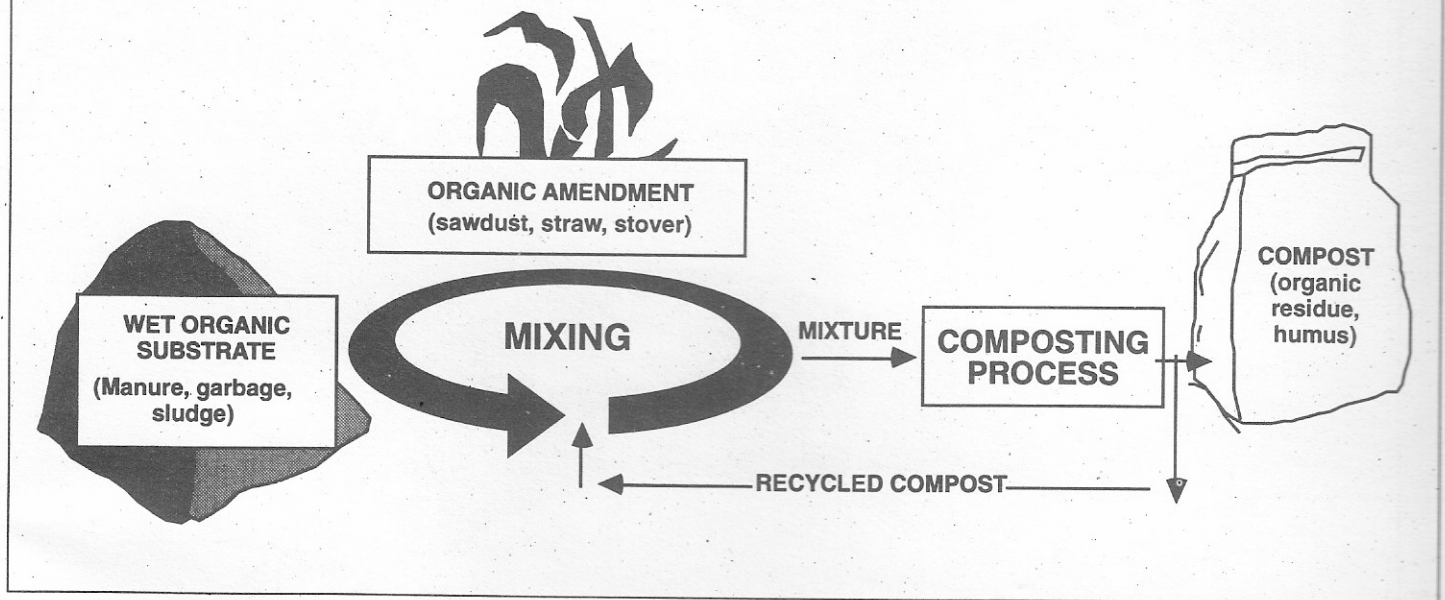 ORGANIC AMENDMENT
(sawdust, straw, stover)
WET ORGANIC
SUBSTRATE
(Manure, garbage,
sludge)
MIXING
MIXTURE
COMPOSTING
PROCESS
COMPOST
(organic
residue,
humus)
RECYCLED COMPOST